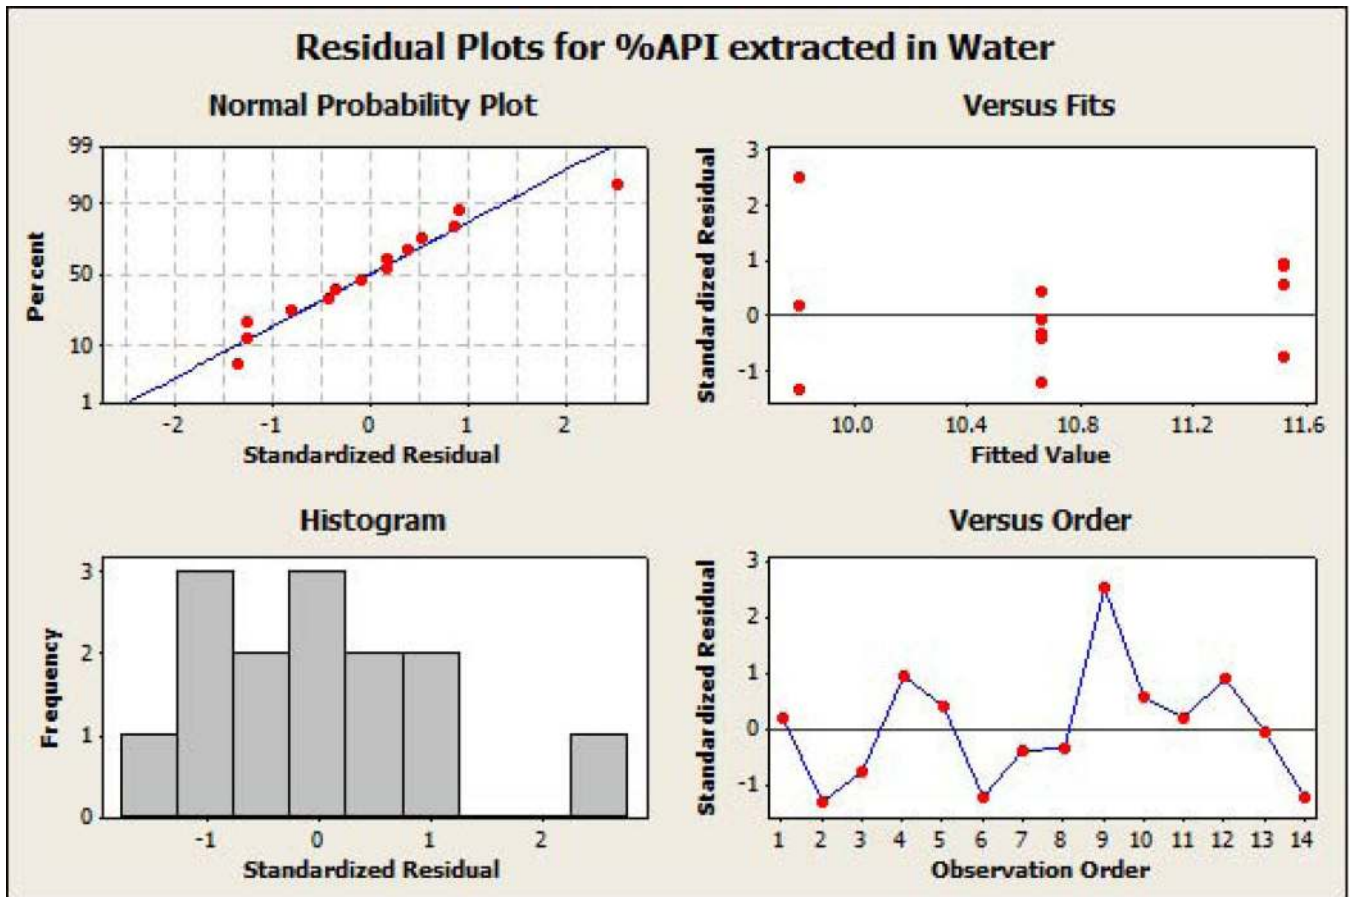 Residual Plots for %API extracted in Water
Normal Probability Plot
99
90
50
10
1
Percent
-2 -1 0 1 2
Standardized Residual
Versus Fits
3
2
1
0
-1
Standardized Residual
10.0 10.4 10.8 11.2 11.6
Fitted Value
Histogram
3
2
1
0
Frequency
-1 0 1 2
Standardized Residual
Versus Order
3
2
1
0
-1
Standardized Residual
1 2 3 4 5 6 7 8 9 10 11 12 13 14
Observation Order